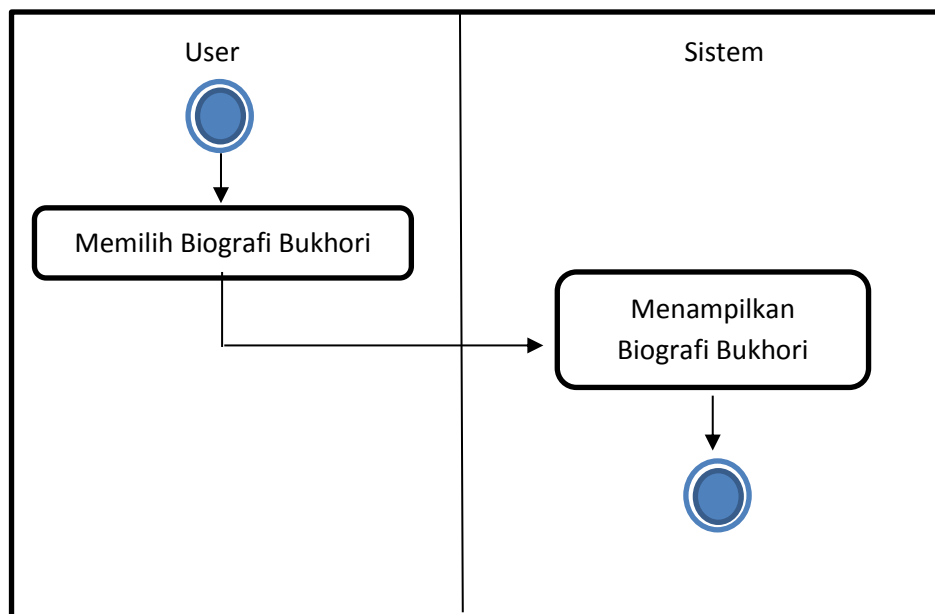 User
Sistem
Memilih Biografi Bukhori
Menampilkan
Biografi Bukhori